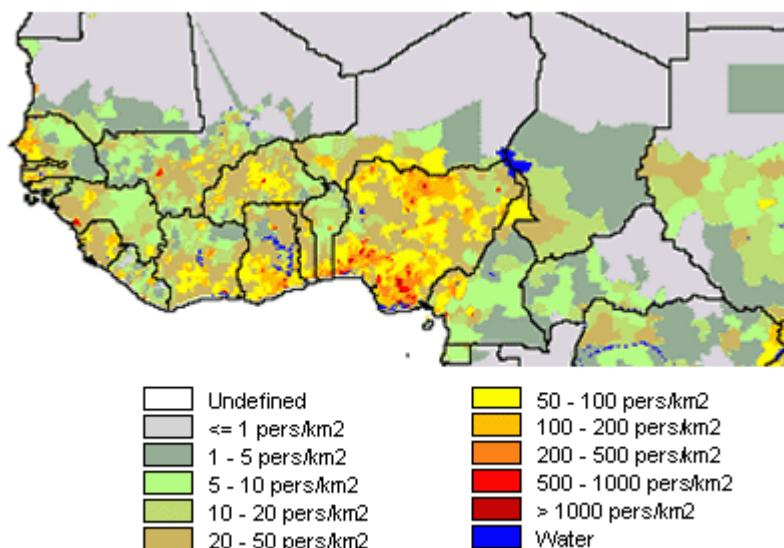 Undefined
<= 1 pers/km2
1 - 5 pers/km2
5 - 10 pers/km2
10 - 20 pers/km2
20 - 50 pers/km2
50 - 100 pers/km2
100 - 200 pers/km2
200 - 500 pers/km2
500 - 1000 pers/km2
> 1000 pers/km2
Water